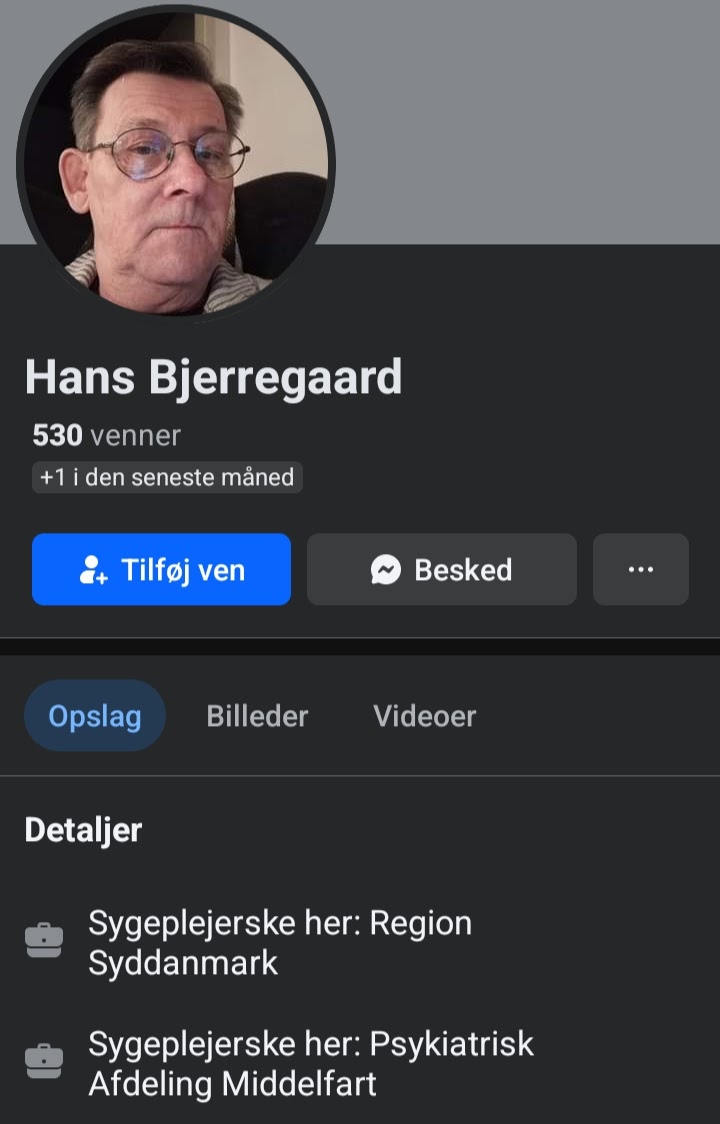 Hans Bjerregaard
530 venner
+1 i den seneste måned
Tilføj ven
Besked
Opslag
Billeder
Videoer
Detaljer
Sygeplejerske her: Region
Syddanmark
Sygeplejerske her: Psykiatrisk
Afdeling Middelfart